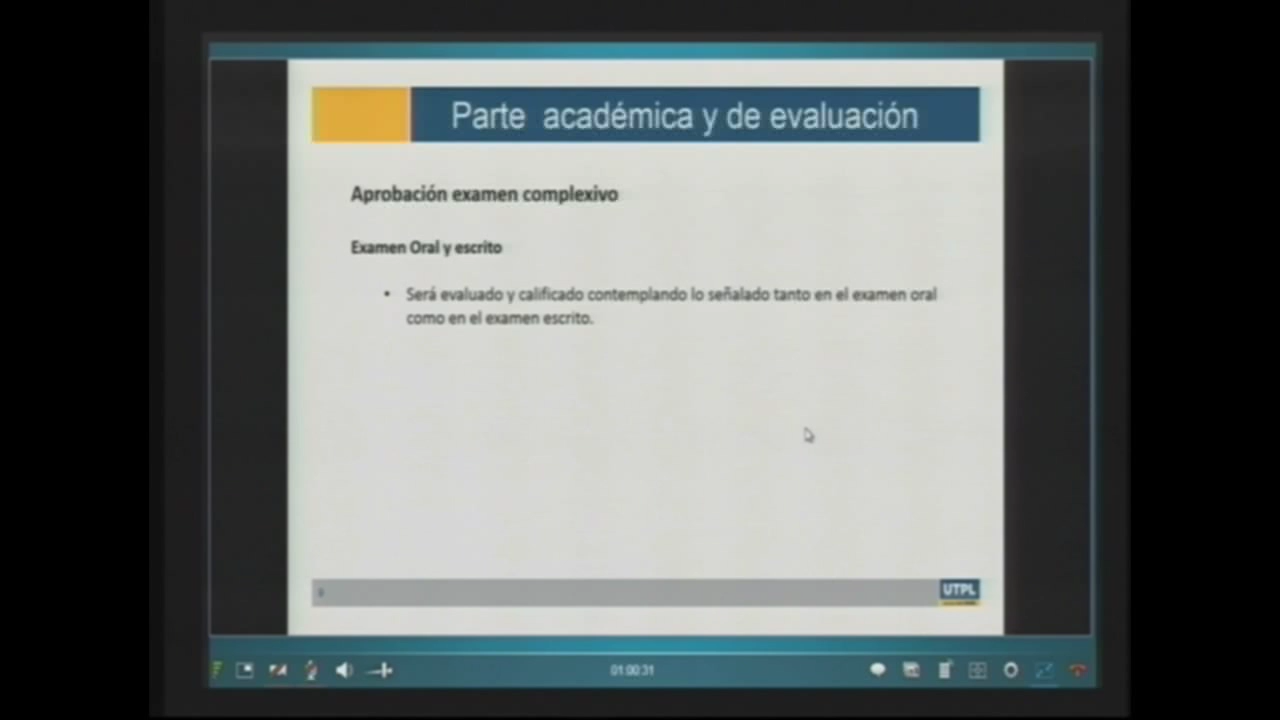 Parte académica y de evaluación
Aprobación examen complexivo
Examen Oral y escrito
• Será evaluado y calificado contemplando lo señalado tanto en el examen oral
como en el examen escrito.
UTPL
01:00:31